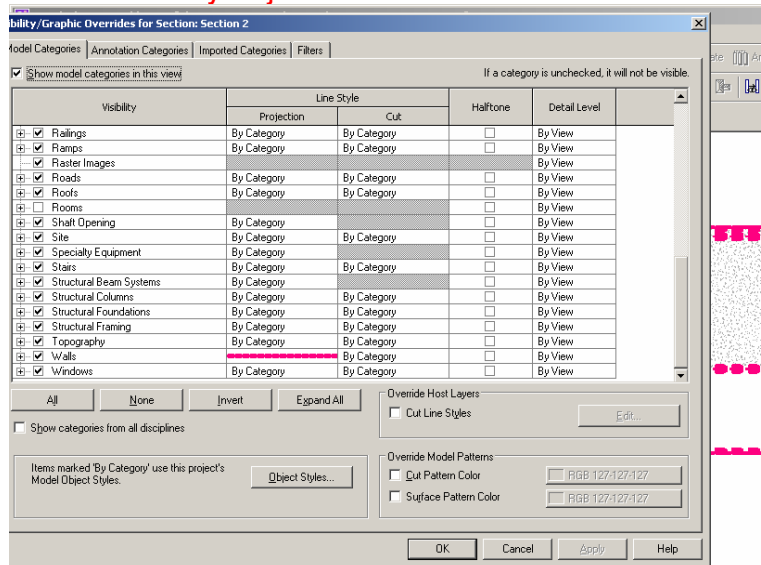 ibility/Graphic Overrides for Section: Section 2
Model Categories Annotation Categories Imported Categories Filters
Show model categories in this view If a category is unchecked, it will not be visible.
Visibility Line Style Halftone Detail Level
Projection Cut
Railings By Category By Category By View
Ramps By Category By Category By View
Raster Images By View
Roads By Category By Category By View
Roofs By Category By Category By View
Rooms By View
Shaft Opening By Category By View
Site By Category By Category By View
Specialty Equipment By Category By View
Stairs By Category By Category By View
Structural Beam Systems By Category By View
Structural Columns By Category By Category By View
Structural Foundations By Category By Category By View
Structural Framing By Category By Category By View
Topography By Category By Category By View
Walls By Category By View
Windows By Category By Category By View
All None Invert Expand All
Show categories from all disciplines
Override Host Layers
Cut Line Styles Edit...
Items marked 'By Category' use this project's
Model Object Styles.
Object Styles...
Override Model Patterns
Cut Pattern Color RGB 127-127-127
Surface Pattern Color RGB 127-127-127
OK Cancel Apply Help